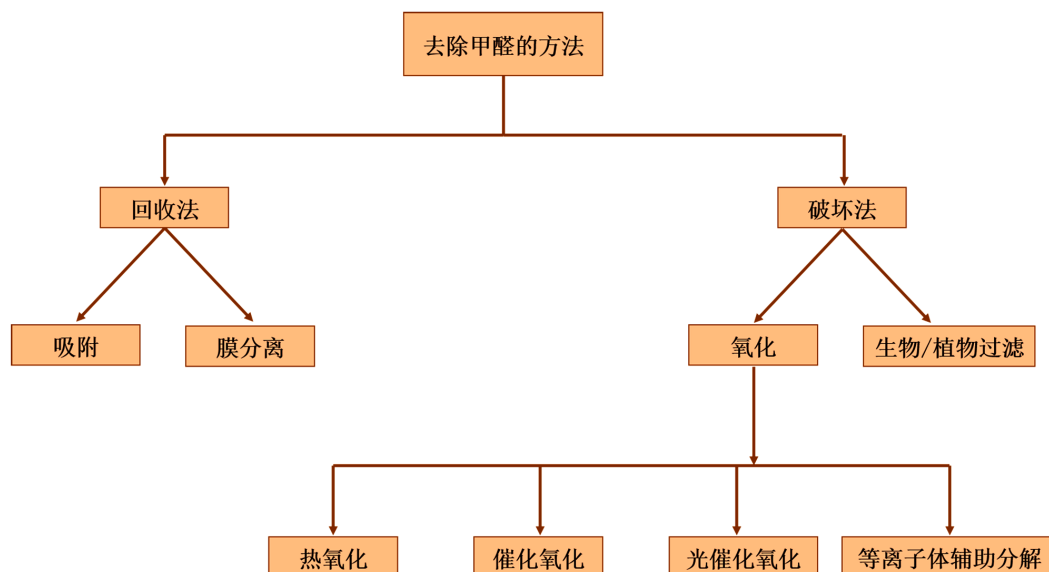 去除甲醛的方法
回收法
破坏法
吸附
膜分离
氧化
生物/植物过滤
热氧化
催化氧化
光催化氧化
等离子体辅助分解